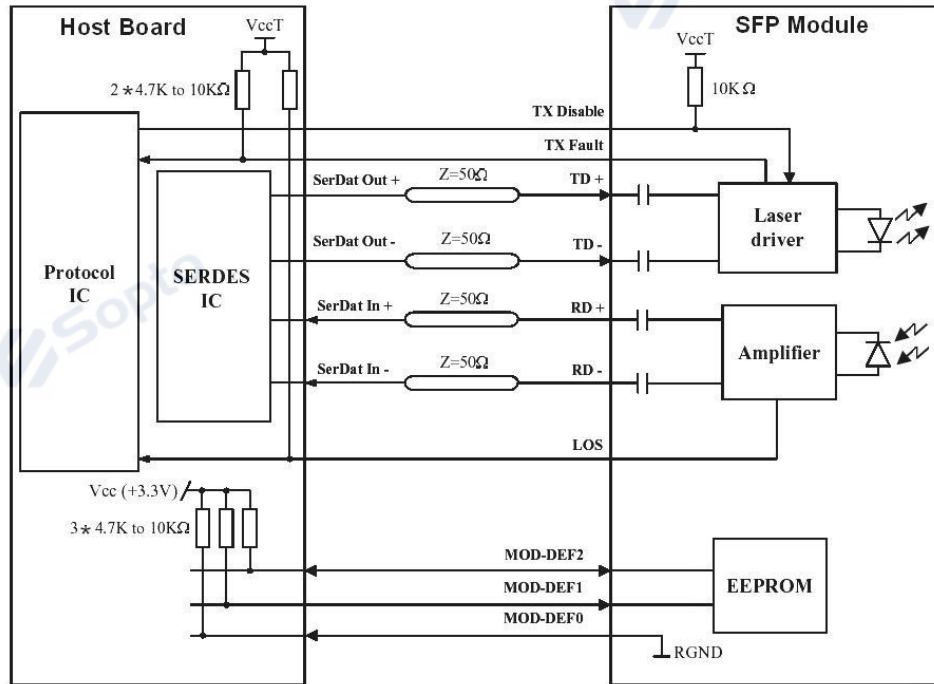 Host Board
SFP Module
VccT
VccT
2*4.7K to 10KΩ
10KΩ
TX Disable
TX Fault
SerDat Out +
Z=50Ω
TD +
Laser driver
SerDat Out -
Z=50Ω
TD -
Protocol IC
SERDES IC
SerDat In +
Z=50Ω
RD +
Amplifier
SerDat In -
Z=50Ω
RD -
LOS
Vcc (+3.3V)
3*4.7K to 10KΩ
MOD-DEF2
MOD-DEF1
EEPROM
MOD-DEF0
RGND
Sopto